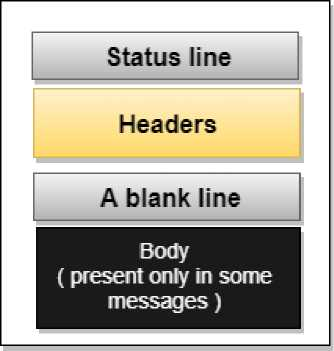 Status line
Headers
A blank line
Body
( present only in some
messages )